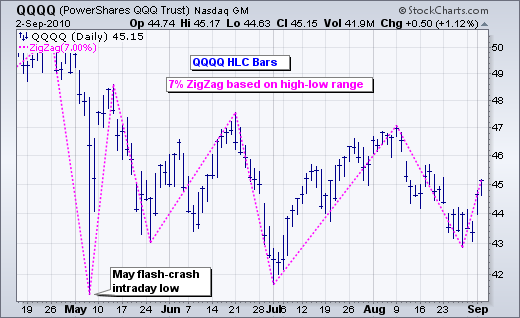 QQQQ (PowerShares QQQ Trust) Nasdaq GM © StockCharts.com
2-Sep-2010 Op 44.74 Hi 45.17 Lo 44.63 Cl 45.15 Vol 41.9M Chg +0.50 (+1.12%)
QQQQ (Daily) 45.15
ZigZag(7.00%)
QQQQ HLC Bars
7% ZigZag based on high-low range
50
49
48
47
46
45
44
43
42
May flash-crash
intraday low
19 26 May 10 17 24 Jun 7 14 21 28 Jul 12 19 26 Aug 9 16 23 Sep